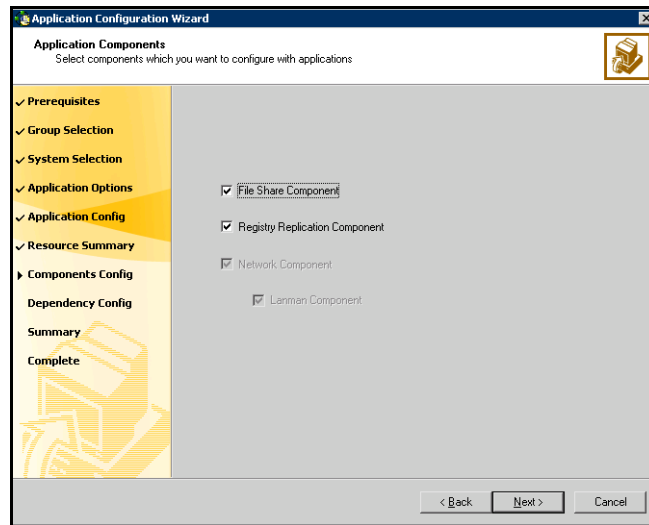 Application Configuration Wizard
Application Components
Select components which you want to configure with applications
Prerequisites
Group Selection
System Selection
Application Options
Application Config
Resource Summary
Components Config
Dependency Config
Summary
Complete
File Share Component
Registry Replication Component
Network Component
Lanman Component
< Back
Next >
Cancel